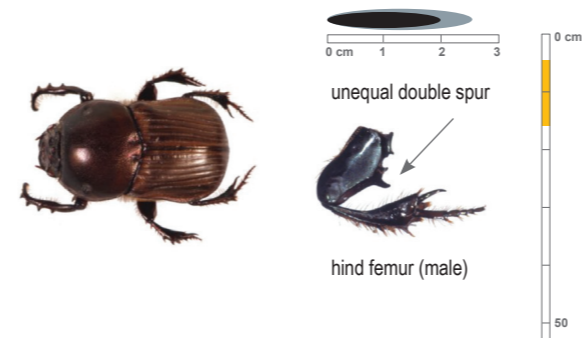 0 cm 1 2 3
0 cm
unequal double spur
hind femur (male)
50